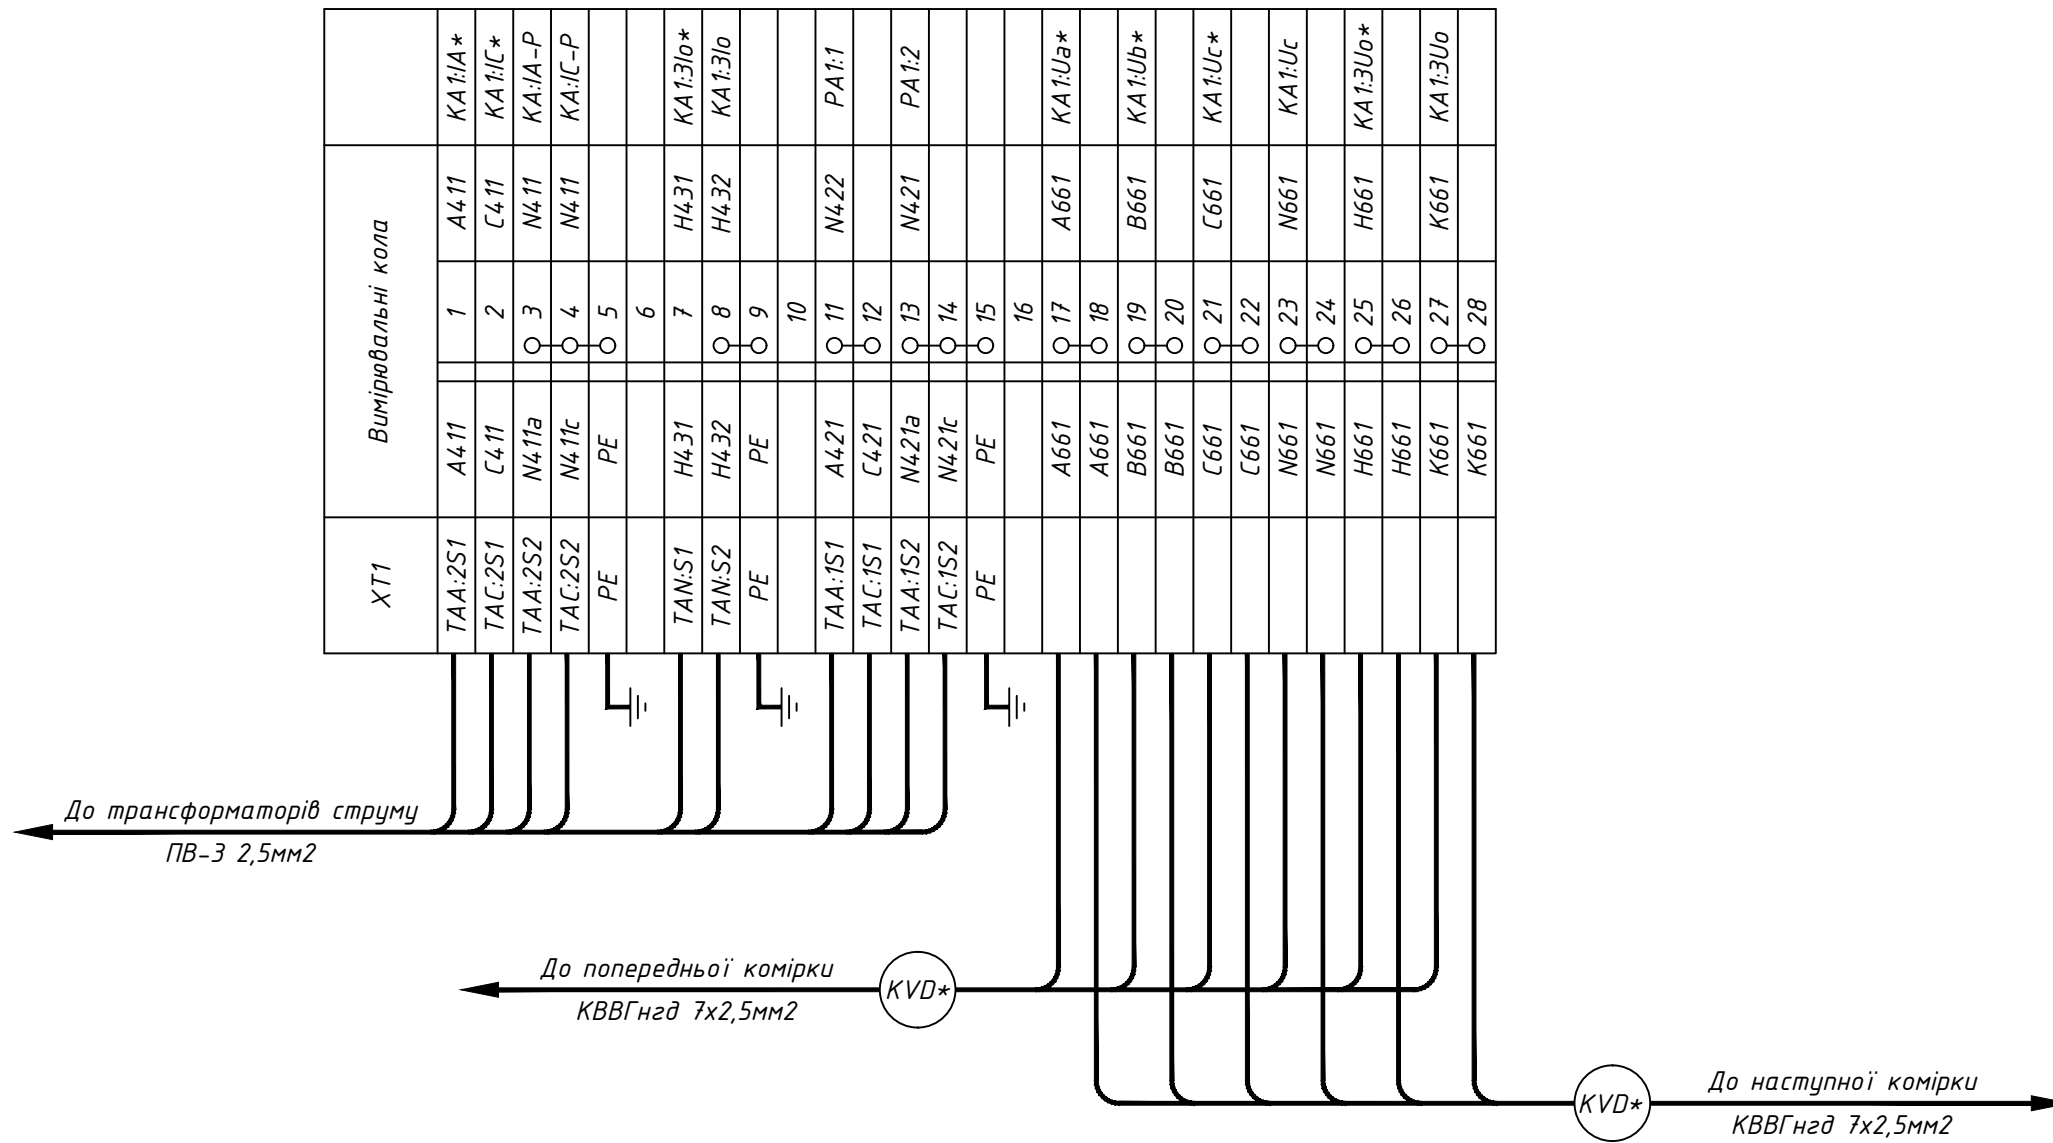 KA1:IA* KA1:IC* KA:IA-P KA:IC-P KA1:3Io* KA1:3Io PA1:1 PA1:2 KA1:Ua* KA1:Ub* KA1:Uc* KA1:Uc KA1:3Uo* KA1:3Uo
Вимірювальні кола
A411 C411 N411 N411 H431 H432 N422 N421 A661 B661 C661 N661 H661 K661
1 2 3 4 5 6 7 8 9 10 11 12 13 14 15 16 17 18 19 20 21 22 23 24 25 26 27 28
A411 C411 N411a N411c PE H431 H432 PE A421 C421 N421a N421c PE A661 A661 B661 B661 C661 C661 N661 N661 H661 H661 K661 K661
XT1
TAA:2S1 TAC:2S1 TAA:2S2 TAC:2S2 PE TAN:S1 TAN:S2 PE TAA:1S1 TAC:1S1 TAA:1S2 TAC:1S2 PE
До трансформаторів струму
ПВ-3 2,5мм2
До попередньої комірки
КВВГнгд 7х2,5мм2
KVD*
KVD*
До наступної комірки
КВВГнгд 7х2,5мм2